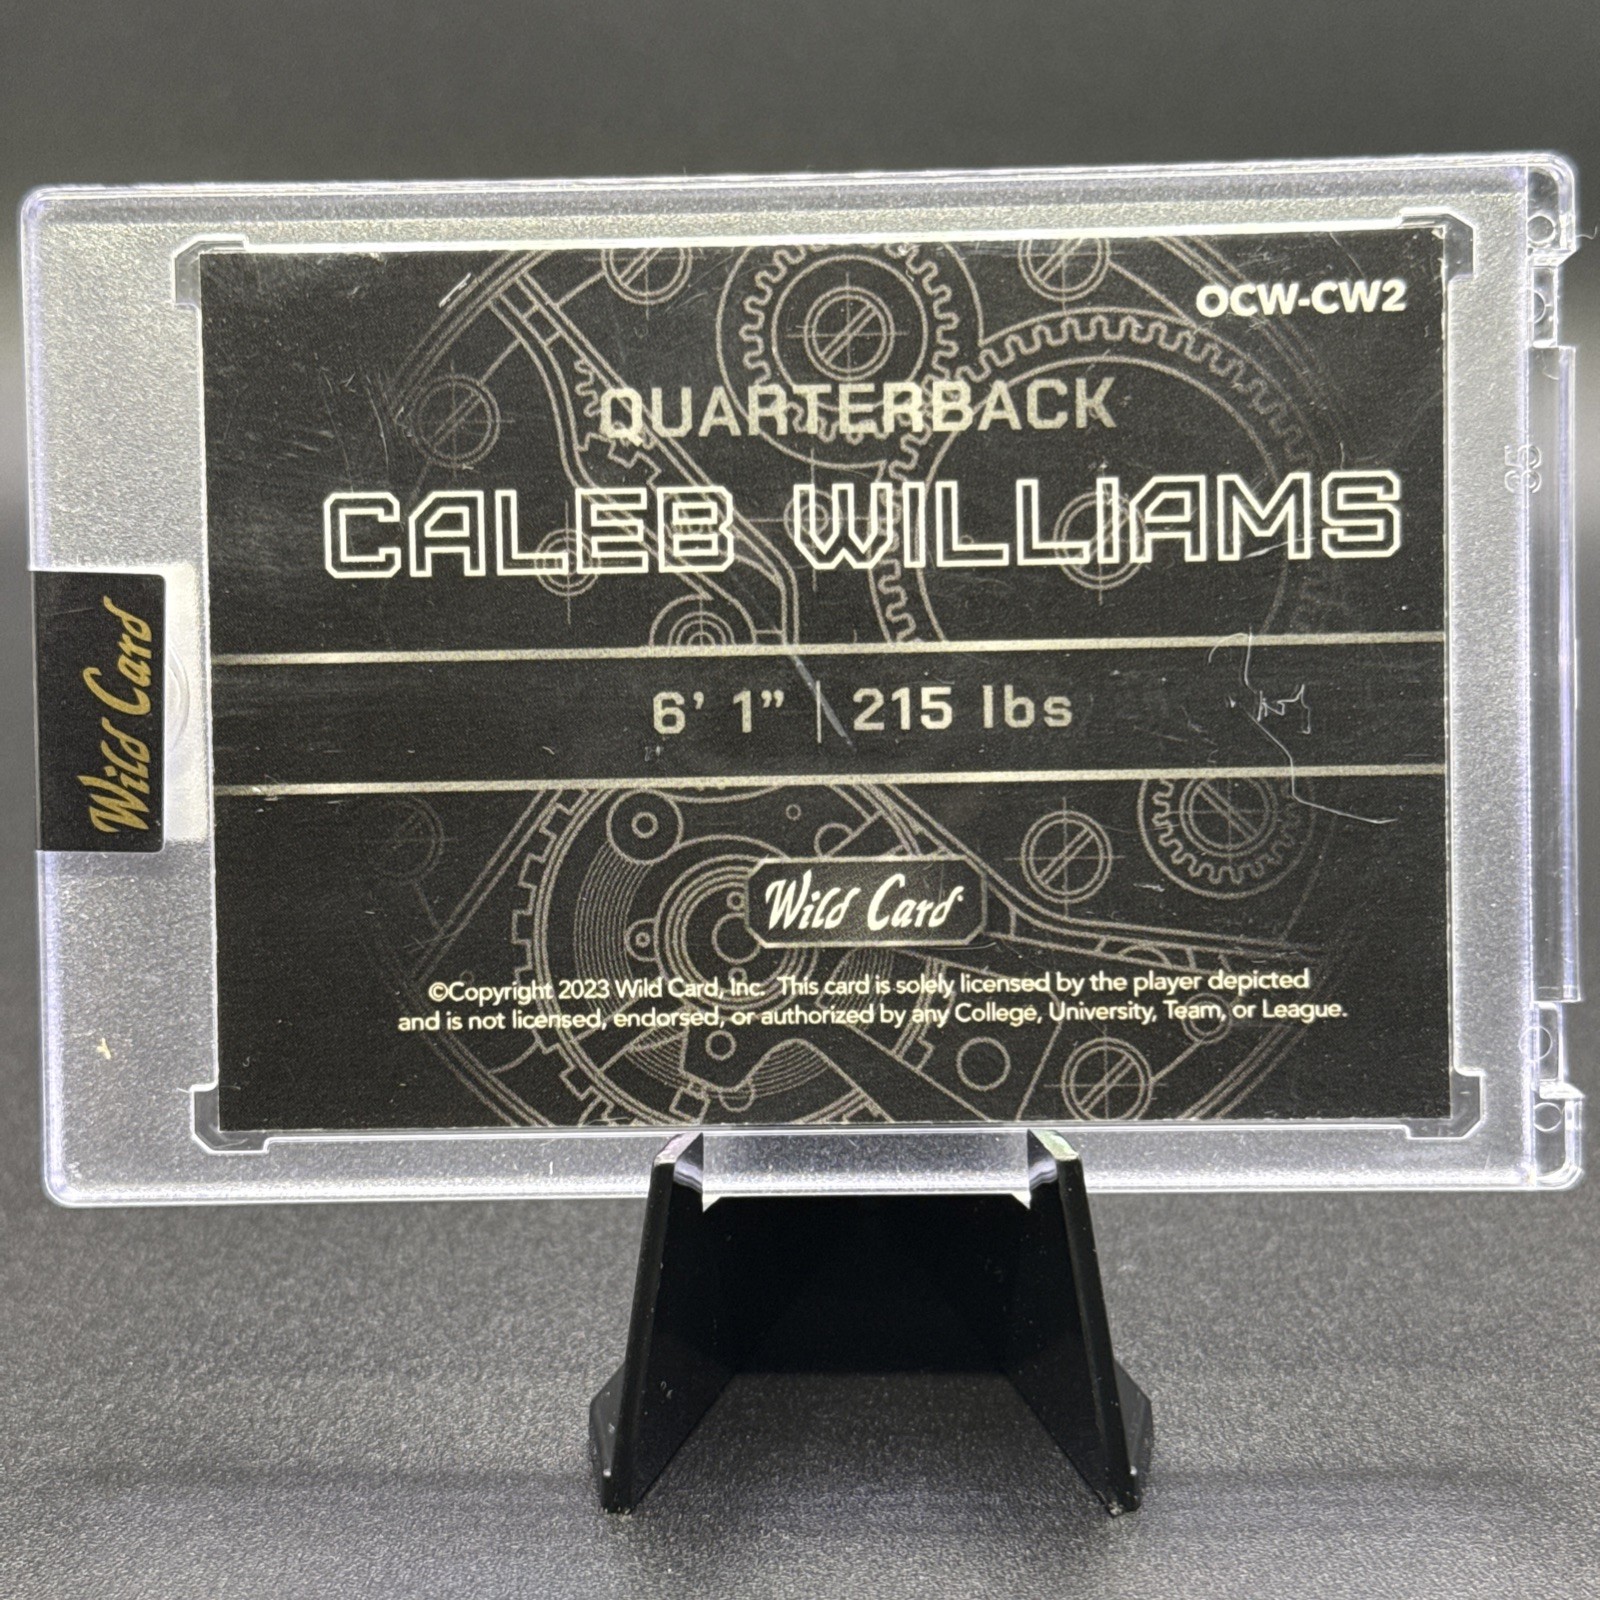 OCW-CW2
QUARTERBACK
CALEB WILLIAMS
6' 1" | 215 lbs
Wild Card
Wild Card
©Copyright 2023 Wild Card, Inc. This card is solely licensed by the player depicted
and is not licensed, endorsed, or authorized by any College, University, Team, or League.